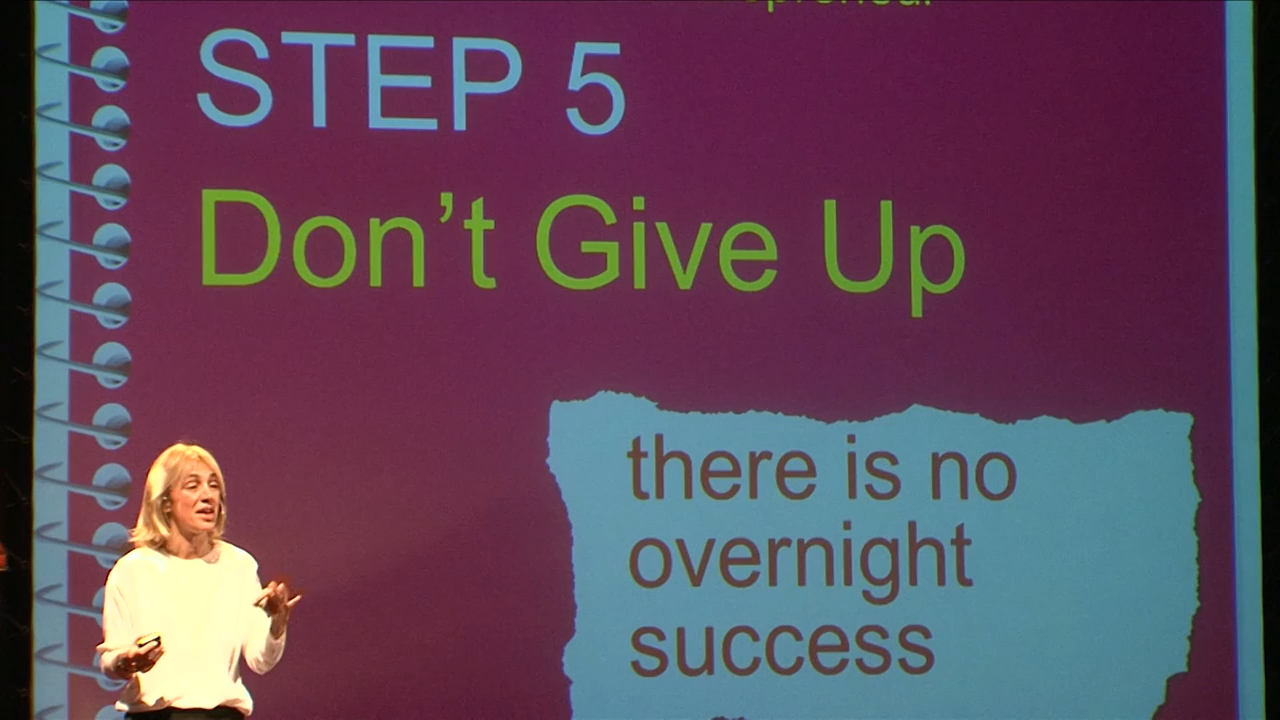 STEP 5
Don’t Give Up
there is no
overnight
success